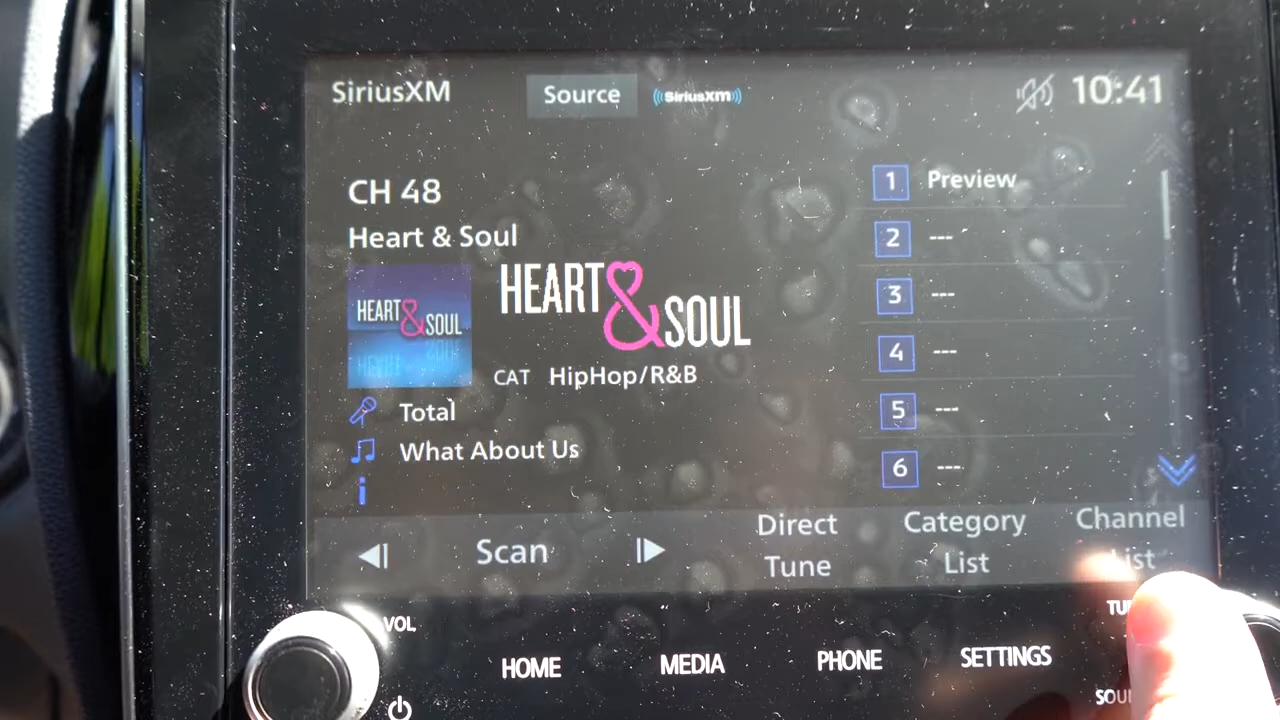 SiriusXM
Source
SiriusXM
10:41
CH 48
Heart & Soul
HEART & SOUL
HEART & SOUL
CAT HipHop/R&B
Total
What About Us
i
1 Preview
2 ---
3 ---
4 ---
5 ---
6 ---
Scan
Direct
Tune
Category
List
Channel
List
VOL
HOME
MEDIA
PHONE
SETTINGS